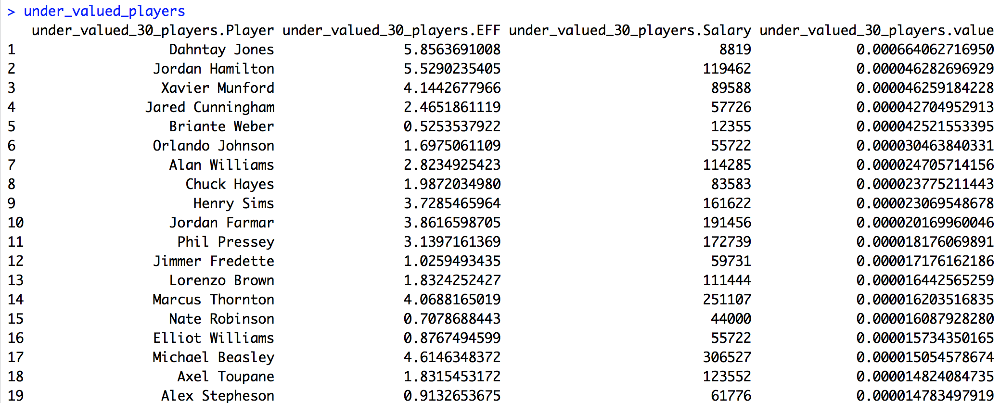 > under_valued_players
under_valued_30_players.Player under_valued_30_players.EFF under_valued_30_players.Salary under_valued_30_players.value
1 Dahntay Jones 5.8563691008 8819 0.000664062716950
2 Jordan Hamilton 5.5290235405 119462 0.000046282696929
3 Xavier Munford 4.1442677966 89588 0.000046259184228
4 Jared Cunningham 2.4651861119 57726 0.000042704952913
5 Briante Weber 0.5253537922 12355 0.000042521553395
6 Orlando Johnson 1.6975061109 55722 0.000030463840331
7 Alan Williams 2.8234925423 114285 0.000024705714156
8 Chuck Hayes 1.9872034980 83583 0.000023775211443
9 Henry Sims 3.7285465964 161622 0.000023069548678
10 Jordan Farmar 3.8616598705 191456 0.000020169960046
11 Phil Pressey 3.1397161369 172739 0.000018176069891
12 Jimmer Fredette 1.0259493435 59731 0.000017176162186
13 Lorenzo Brown 1.8324252427 111444 0.000016442565259
14 Marcus Thornton 4.0688165019 251107 0.000016203516835
15 Nate Robinson 0.7078688443 44000 0.000016087928280
16 Elliot Williams 0.8767494599 55722 0.000015734350165
17 Michael Beasley 4.6146348372 306527 0.000015054578674
18 Axel Toupane 1.8315453172 123552 0.000014824084735
19 Alex Stepheson 0.9132653675 61776 0.000014783497919